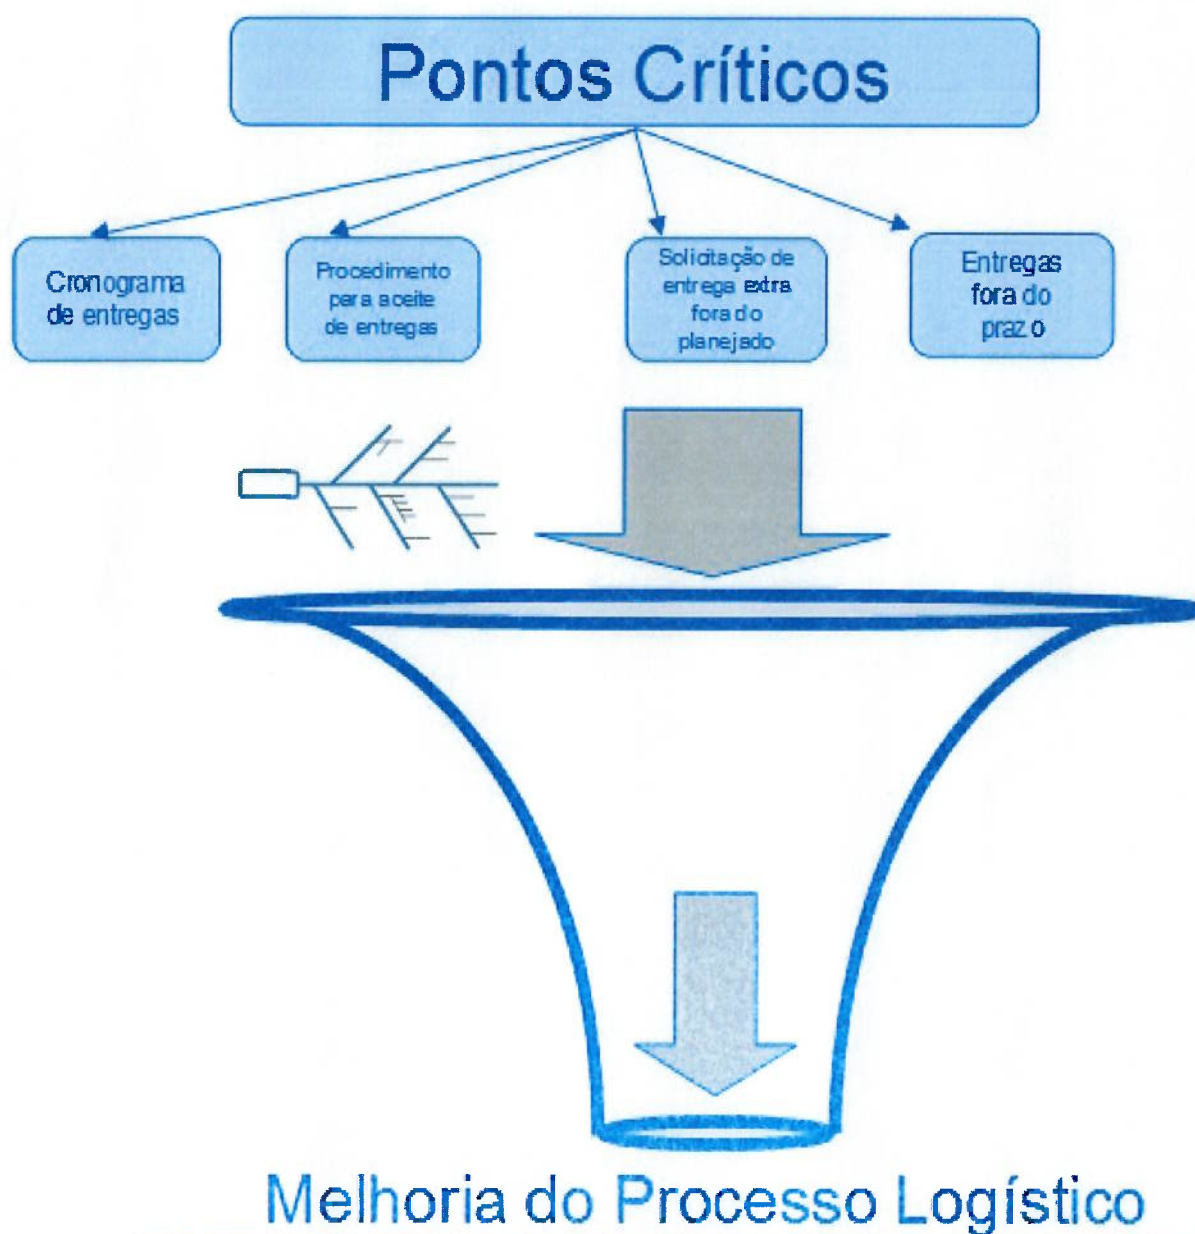 Pontos Críticos
Cronograma
de entregas
Procedimento
para aceite
de entregas
Solicitação de
entrega extra
fora do
planejado
Entregas
fora do
prazo
Melhoria do Processo Logístico